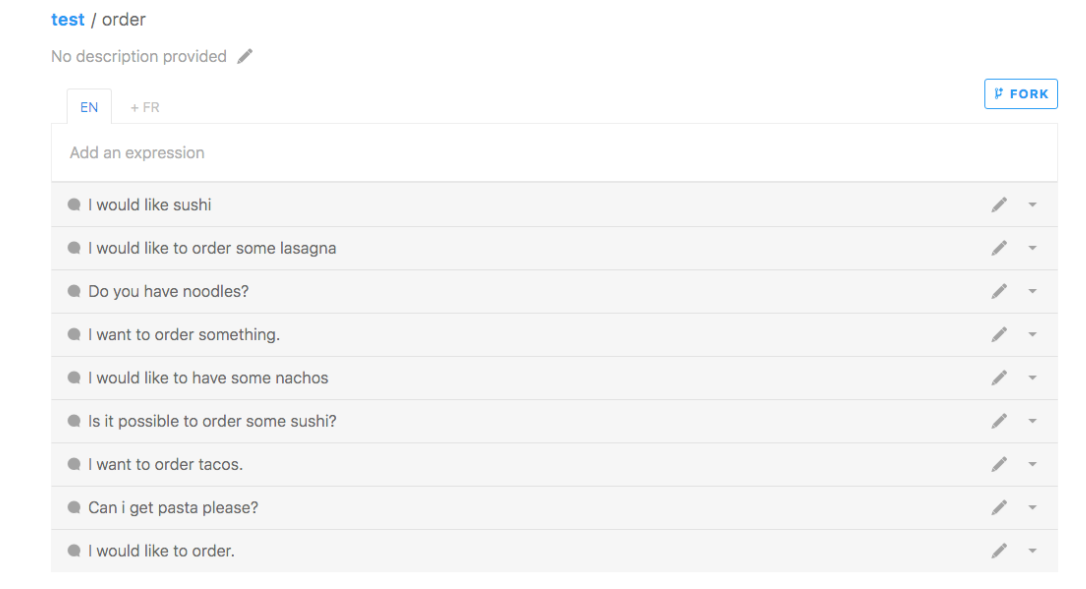 test / order
No description provided
EN + FR
FORK
Add an expression
I would like sushi
I would like to order some lasagna
Do you have noodles?
I want to order something.
I would like to have some nachos
Is it possible to order some sushi?
I want to order tacos.
Can i get pasta please?
I would like to order.